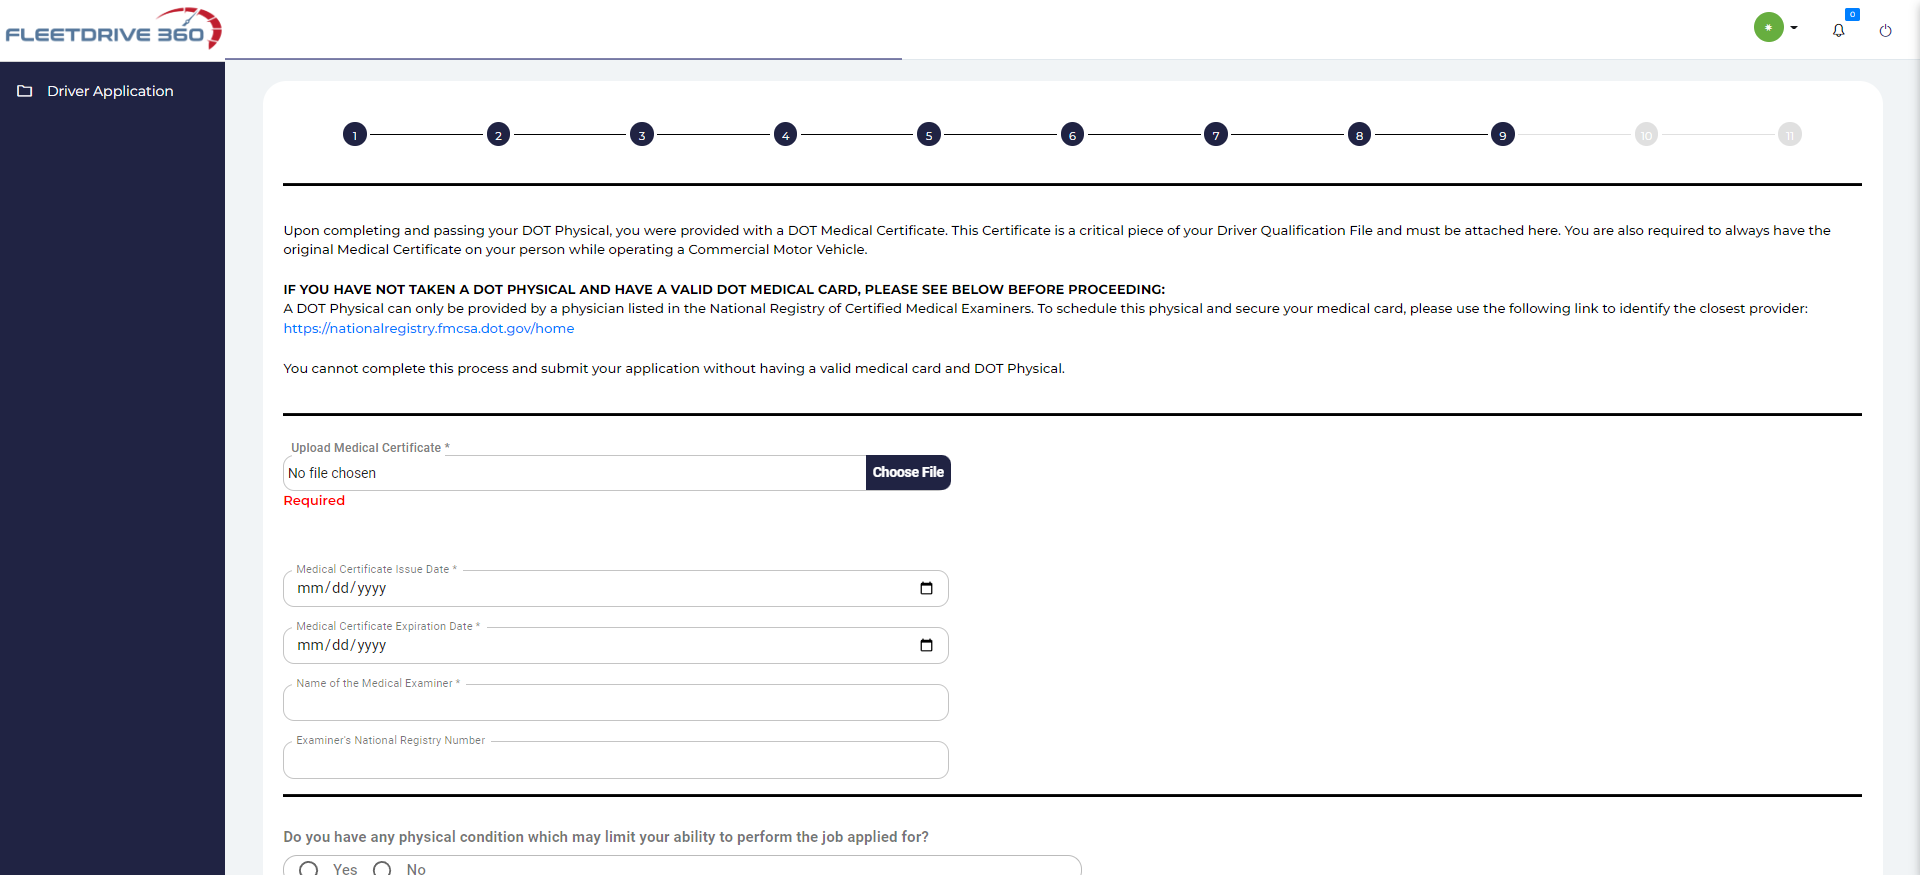 FLEETDRIVE 360
0
Driver Application
1 2 3 4 5 6 7 8 9 10 11
Upon completing and passing your DOT Physical, you were provided with a DOT Medical Certificate. This Certificate is a critical piece of your Driver Qualification File and must be attached here. You are also required to always have the
original Medical Certificate on your person while operating a Commercial Motor Vehicle.
IF YOU HAVE NOT TAKEN A DOT PHYSICAL AND HAVE A VALID DOT MEDICAL CARD, PLEASE SEE BELOW BEFORE PROCEEDING:
A DOT Physical can only be provided by a physician listed in the National Registry of Certified Medical Examiners. To schedule this physical and secure your medical card, please use the following link to identify the closest provider:
https://nationalregistry.fmcsa.dot.gov/home
You cannot complete this process and submit your application without having a valid medical card and DOT Physical.
Upload Medical Certificate *
No file chosen Choose File
Required
Medical Certificate Issue Date *
mm/dd/yyyy
Medical Certificate Expiration Date *
mm/dd/yyyy
Name of the Medical Examiner *
Examiner's National Registry Number
Do you have any physical condition which may limit your ability to perform the job applied for?
Yes No